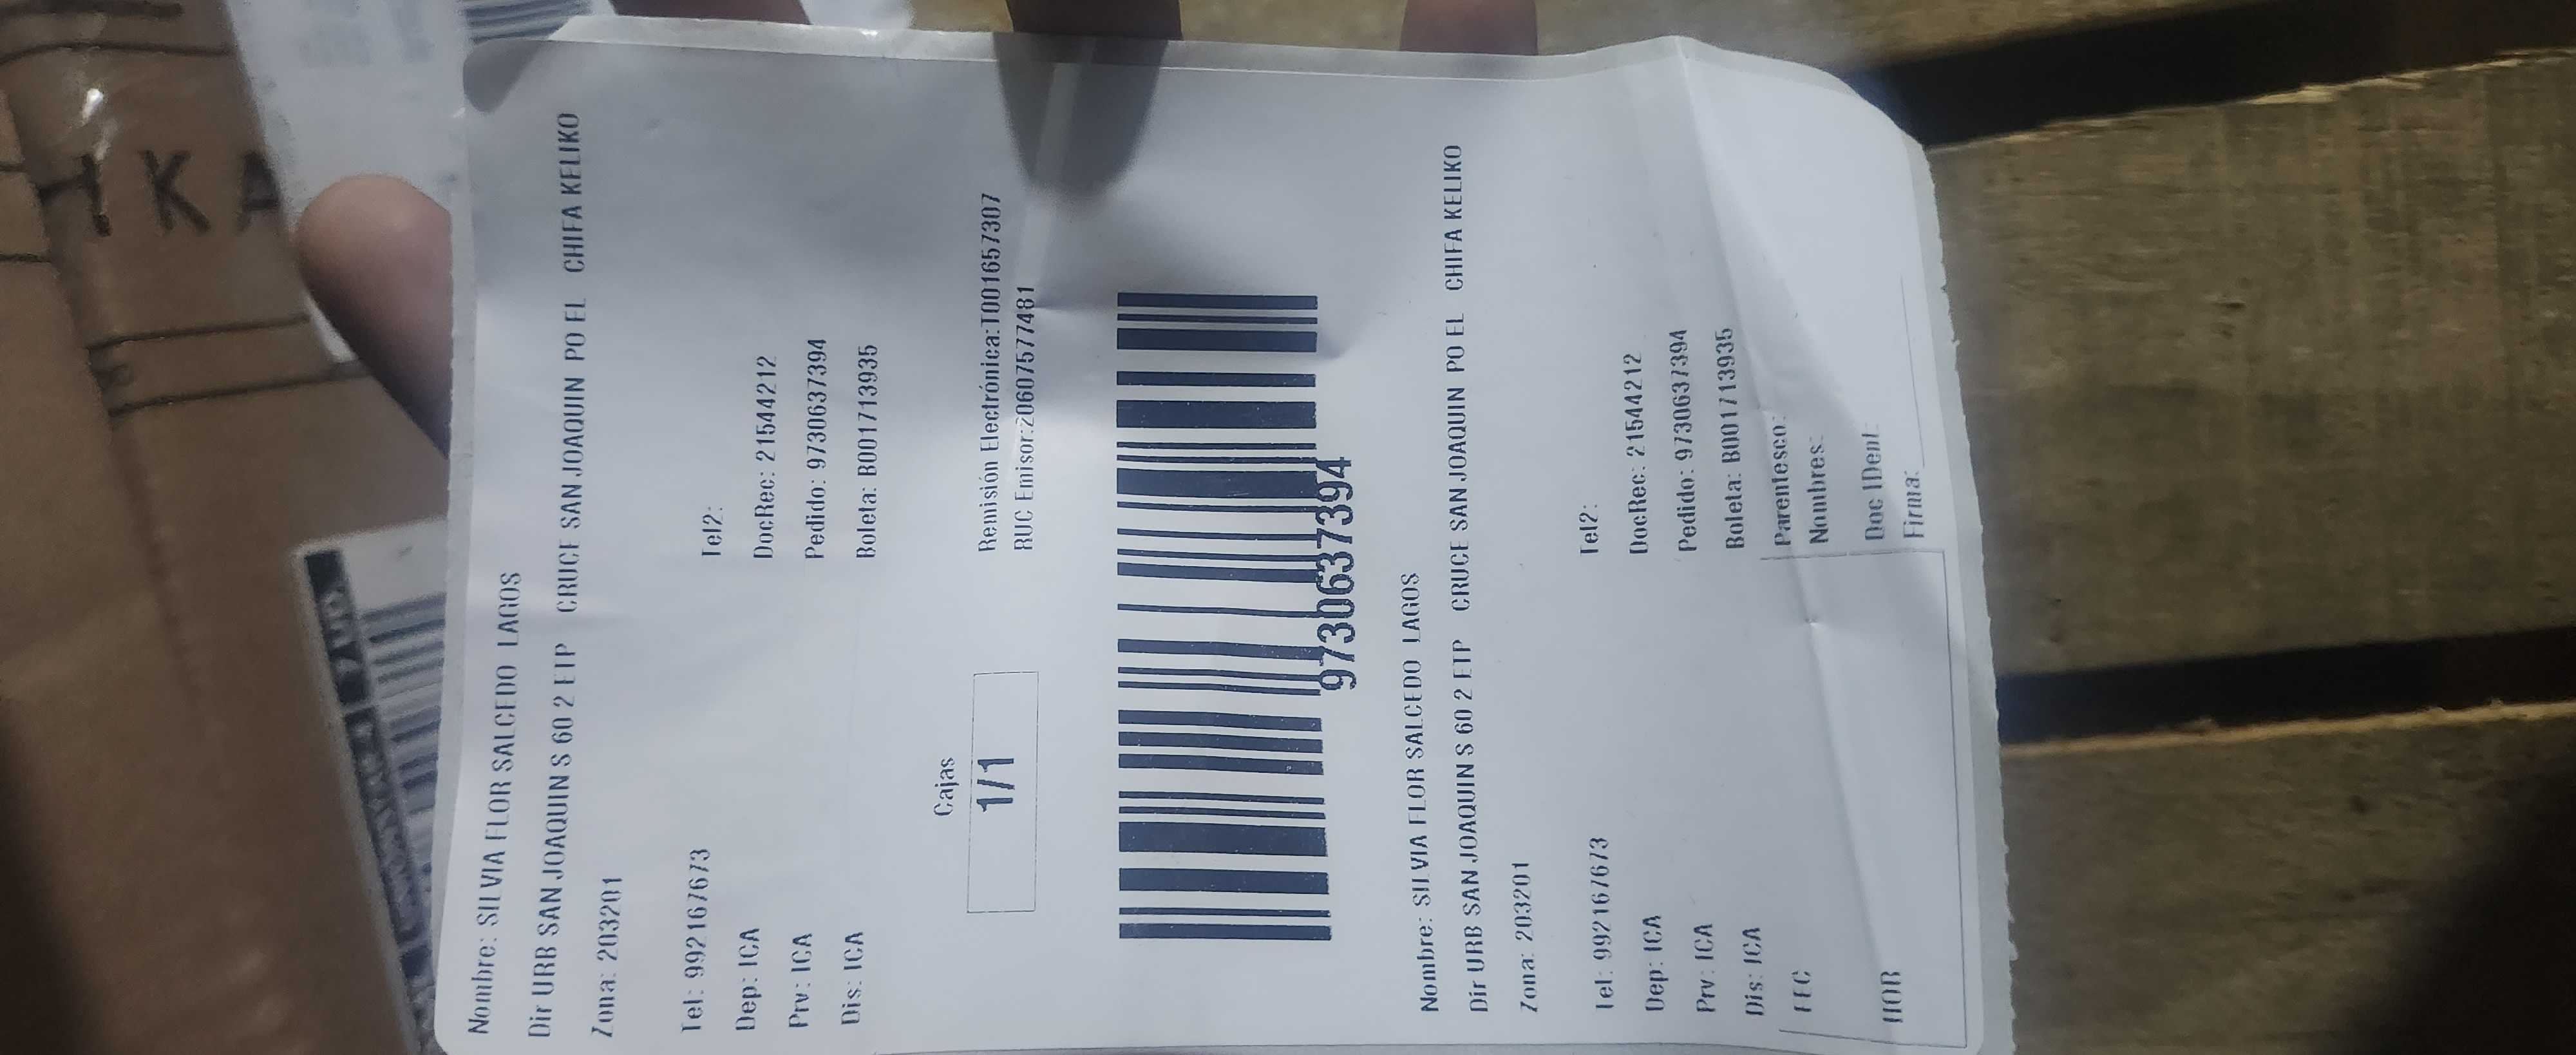 Nombre: SILVIA FLOR SALCEDO LAGOS
Dir URB SAN JOAQUIN S 60 2 ETP CRUCE SAN JOAQUIN PO EL CHIFA KELIKO
Zona: 203201
Tel: 992167673 Tel2:
Dep: ICA DocRec: 21544212
Prv: ICA Pedido: 9730637394
Dis: ICA Boleta: B001713935
Cajas
1/1
Remisión Electrónica:T001657307
RUC Emisor:20607577481
9730637394
Nombre: SILVIA FLOR SALCEDO LAGOS
Dir URB SAN JOAQUIN S 60 2 ETP CRUCE SAN JOAQUIN PO EL CHIFA KELIKO
Zona: 203201
Tel: 992167673 Tel2:
Dep: ICA DocRec: 21544212
Prv: ICA Pedido: 9730637394
Dis: ICA Boleta: B001713935
FEC Parentesco:
Nombres:
HOR Doc IDent:
Firma: